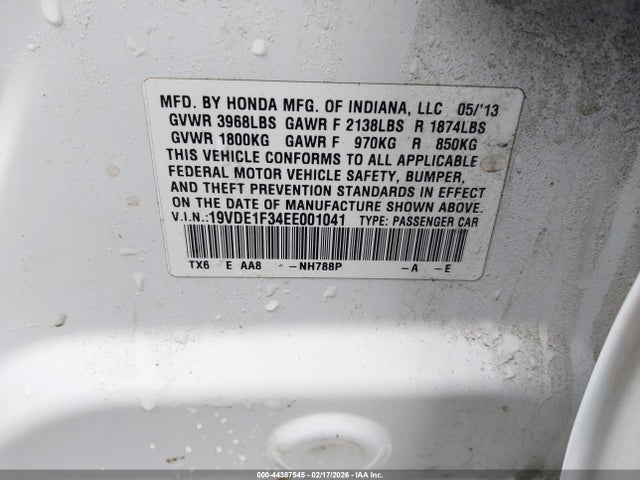 MFD. BY HONDA MFG. OF INDIANA, LLC 05/'13
GVWR 3968LBS GAWR F 2138LBS R 1874LBS
GVWR 1800KG GAWR F 970KG R 850KG
THIS VEHICLE CONFORMS TO ALL APPLICABLE
FEDERAL MOTOR VEHICLE SAFETY, BUMPER,
AND THEFT PREVENTION STANDARDS IN EFFECT
ON THE DATE OF MANUFACTURE SHOWN ABOVE.
V.I.N.:19VDE1F34EE001041 TYPE: PASSENGER CAR
TX6 E AA8 -NH788P -A -E
000-44387545 - 02/17/2026 - IAA Inc.